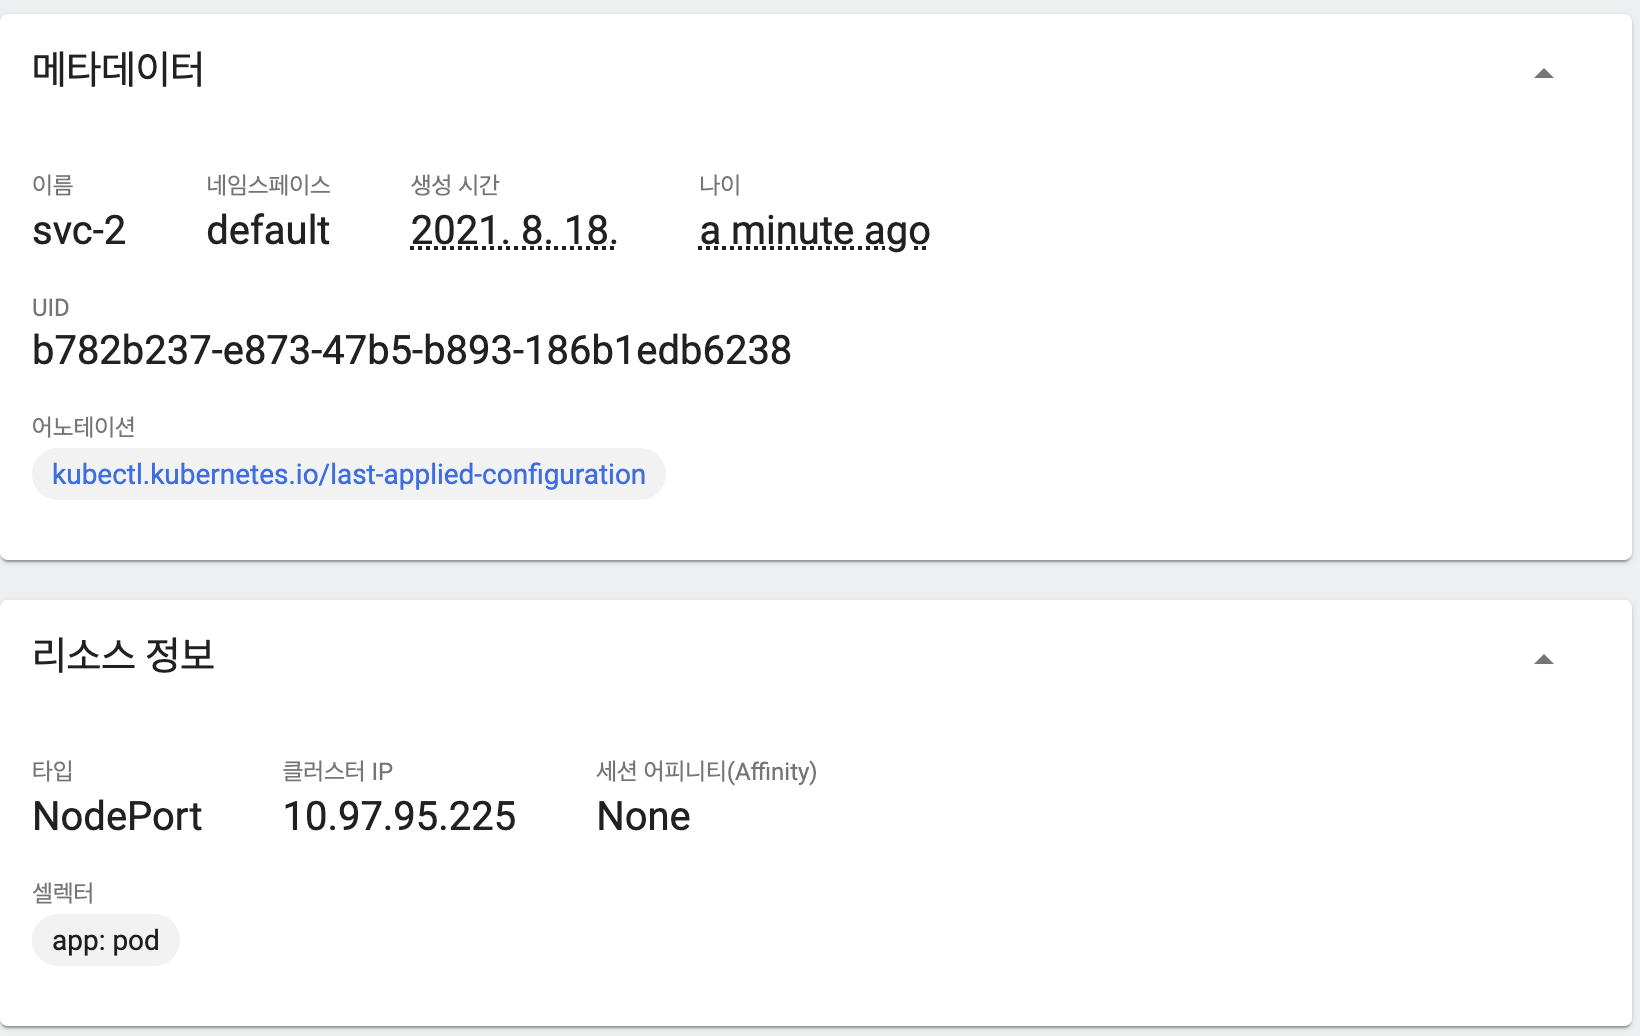 메타데이터
이름 네임스페이스 생성 시간 나이
svc-2 default 2021. 8. 18. a minute ago
UID
b782b237-e873-47b5-b893-186b1edb6238
어노테이션
kubectl.kubernetes.io/last-applied-configuration
리소스 정보
타입 클러스터 IP 세션 어피니티(Affinity)
NodePort 10.97.95.225 None
셀렉터
app: pod